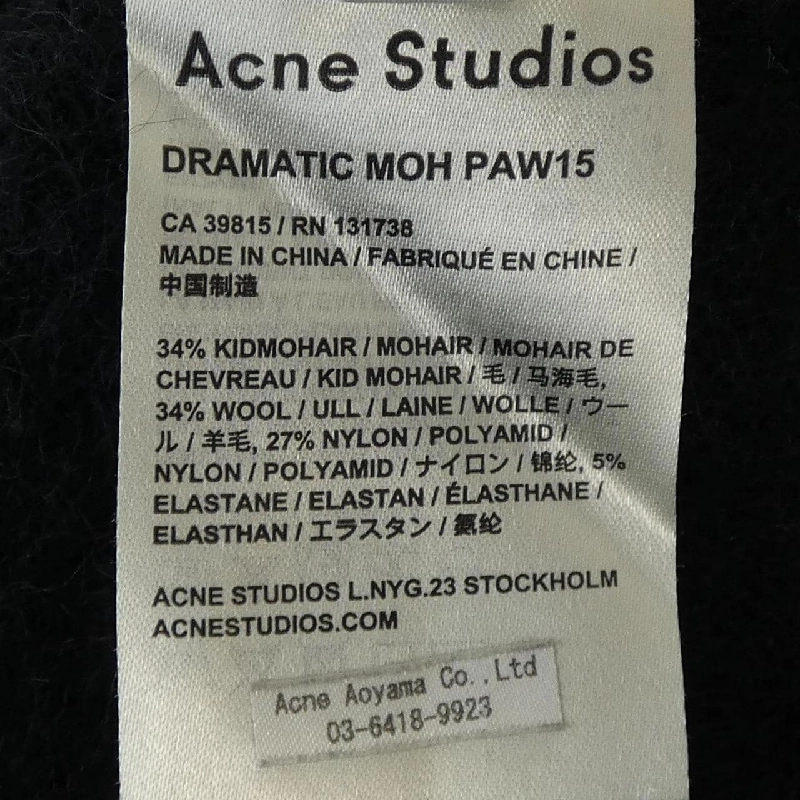 Acne Studios
DRAMATIC MOH PAW15
CA 39815 / RN 131738
MADE IN CHINA / FABRIQUÉ EN CHINE /
中国制造
34% KIDMOHAIR / MOHAIR / MOHAIR DE
CHEVREAU / KID MOHAIR / 毛 / 马海毛,
34% WOOL / ULL / LAINE / WOLLE / ウー
ル / 羊毛, 27% NYLON / POLYAMID /
NYLON / POLYAMID / ナイロン / 锦纶, 5%
ELASTANE / ELASTAN / ÉLASTHANE /
ELASTHAN / エラスタン / 氨纶
ACNE STUDIOS L.NYG.23 STOCKHOLM
ACNESTUDIOS.COM
Acne Aoyama Co.,Ltd
03-6418-9923